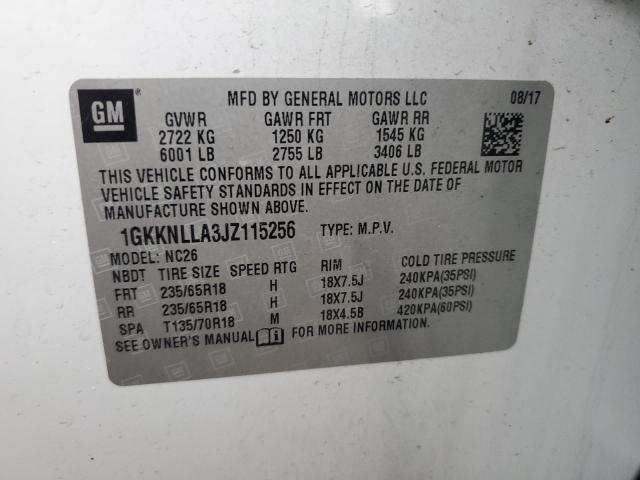 GM ®
MFD BY GENERAL MOTORS LLC 08/17
GVWR GAWR FRT GAWR RR
2722 KG 1250 KG 1545 KG
6001 LB 2755 LB 3406 LB
THIS VEHICLE CONFORMS TO ALL APPLICABLE U.S. FEDERAL MOTOR
VEHICLE SAFETY STANDARDS IN EFFECT ON THE DATE OF
MANUFACTURE SHOWN ABOVE.
1GKKNLLA3JZ115256 TYPE: M.P.V.
MODEL: NC26
NBDT TIRE SIZE SPEED RTG RIM COLD TIRE PRESSURE
FRT 235/65R18 H 18X7.5J 240KPA(35PSI)
RR 235/65R18 H 18X7.5J 240KPA(35PSI)
SPA T135/70R18 M 18X4.5B 420KPA(60PSI)
SEE OWNER'S MANUAL FOR MORE INFORMATION.